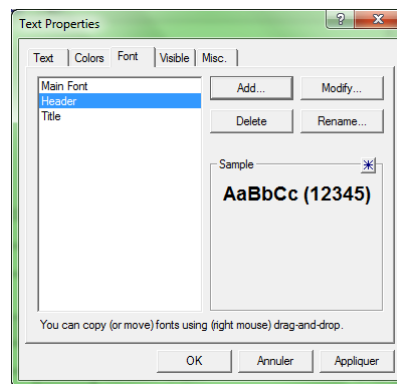 Text Properties
Text Colors Font Visible Misc.
Main Font
Header
Title
Add... Modify...
Delete Rename...
Sample
AaBbCc (12345)
You can copy (or move) fonts using (right mouse) drag-and-drop.
OK Annuler Appliquer